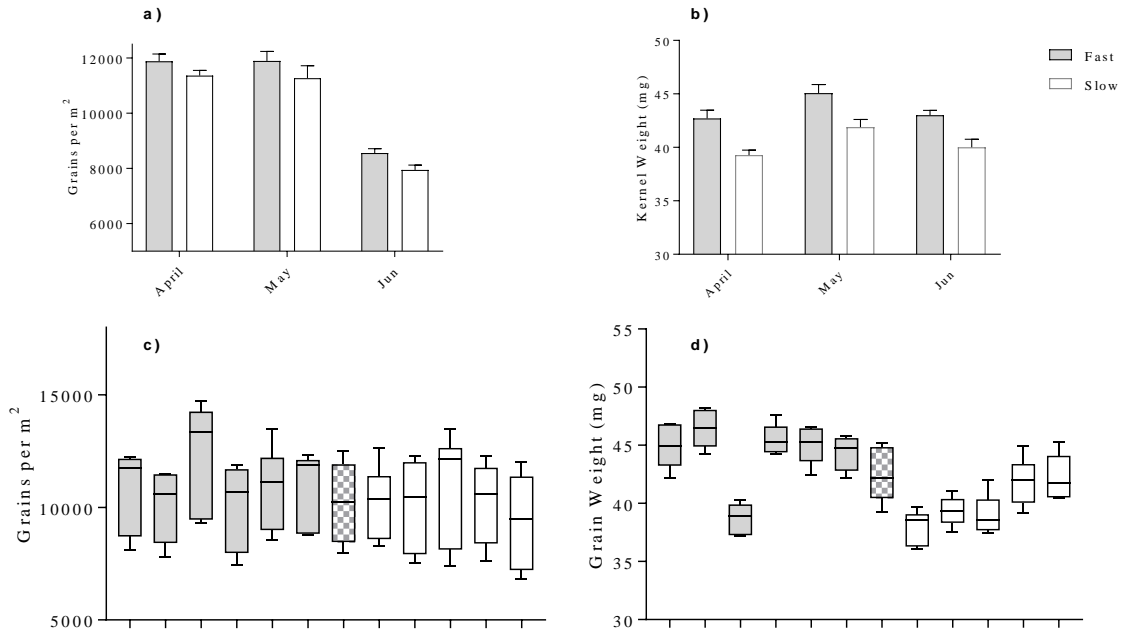 a)
Grains per m2
12000
10000
8000
6000
April
May
Jun
b)
Kernel Weight (mg)
50
45
40
35
30
April
May
Jun
Fast
Slow
c)
Grains per m2
15000
10000
5000
d)
Grain Weight (mg)
55
50
45
40
35
30